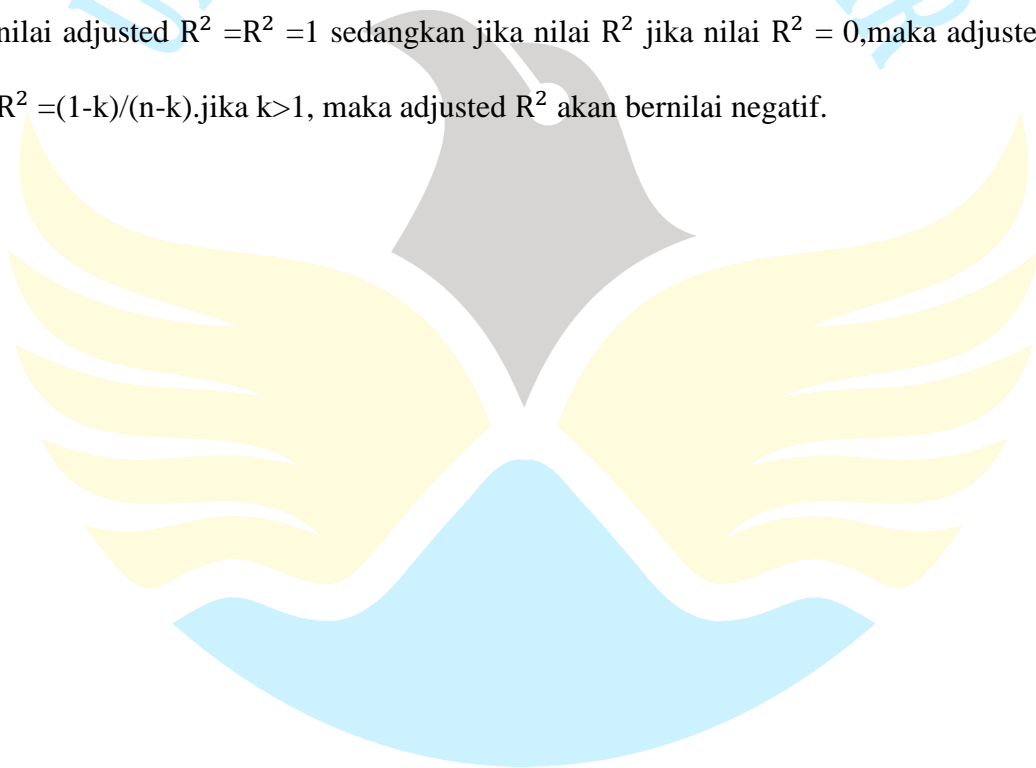 nilai adjusted R² =R² =1 sedangkan jika nilai R² jika nilai R² = 0,maka adjuste
R² =(1-k)/(n-k).jika k>1, maka adjusted R² akan bernilai negatif.